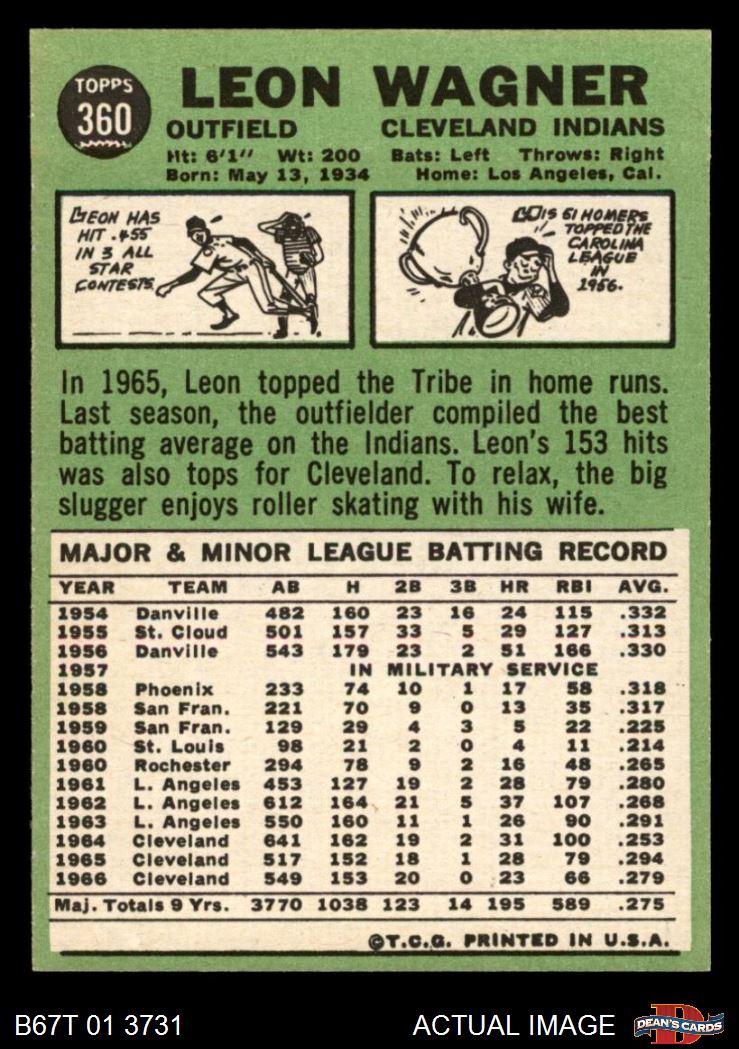 TOPPS
360
LEON WAGNER
OUTFIELD CLEVELAND INDIANS
Ht: 6'1" Wt: 200 Bats: Left Throws: Right
Born: May 13, 1934 Home: Los Angeles, Cal.
LEON HAS
HIT .455
IN 3 ALL
STAR
CONTESTS.
HIS 51 HOMERS
TOPPED THE
CAROLINA
LEAGUE
IN
1956.
In 1965, Leon topped the Tribe in home runs.
Last season, the outfielder compiled the best
batting average on the Indians. Leon's 153 hits
was also tops for Cleveland. To relax, the big
slugger enjoys roller skating with his wife.
MAJOR & MINOR LEAGUE BATTING RECORD
YEAR TEAM AB H 2B 3B HR RBI AVG.
1954 Danville 482 160 23 16 24 115 .332
1955 St. Cloud 501 157 33 5 29 127 .313
1956 Danville 543 179 23 2 51 166 .330
1957 IN MILITARY SERVICE
1958 Phoenix 233 74 10 1 17 58 .318
1958 San Fran. 221 70 9 0 13 35 .317
1959 San Fran. 129 29 4 3 5 22 .225
1960 St. Louis 98 21 2 0 4 11 .214
1960 Rochester 294 78 9 2 16 48 .265
1961 L. Angeles 453 127 19 2 28 79 .280
1962 L. Angeles 612 164 21 5 37 107 .268
1963 L. Angeles 550 160 11 1 26 90 .291
1964 Cleveland 641 162 19 2 31 100 .253
1965 Cleveland 517 152 18 1 28 79 .294
1966 Cleveland 549 153 20 0 23 66 .279
Maj. Totals 9 Yrs. 3770 1038 123 14 195 589 .275
©T.C.G. PRINTED IN U.S.A.
B67T 01 3731 ACTUAL IMAGE
DEAN'S CARDS